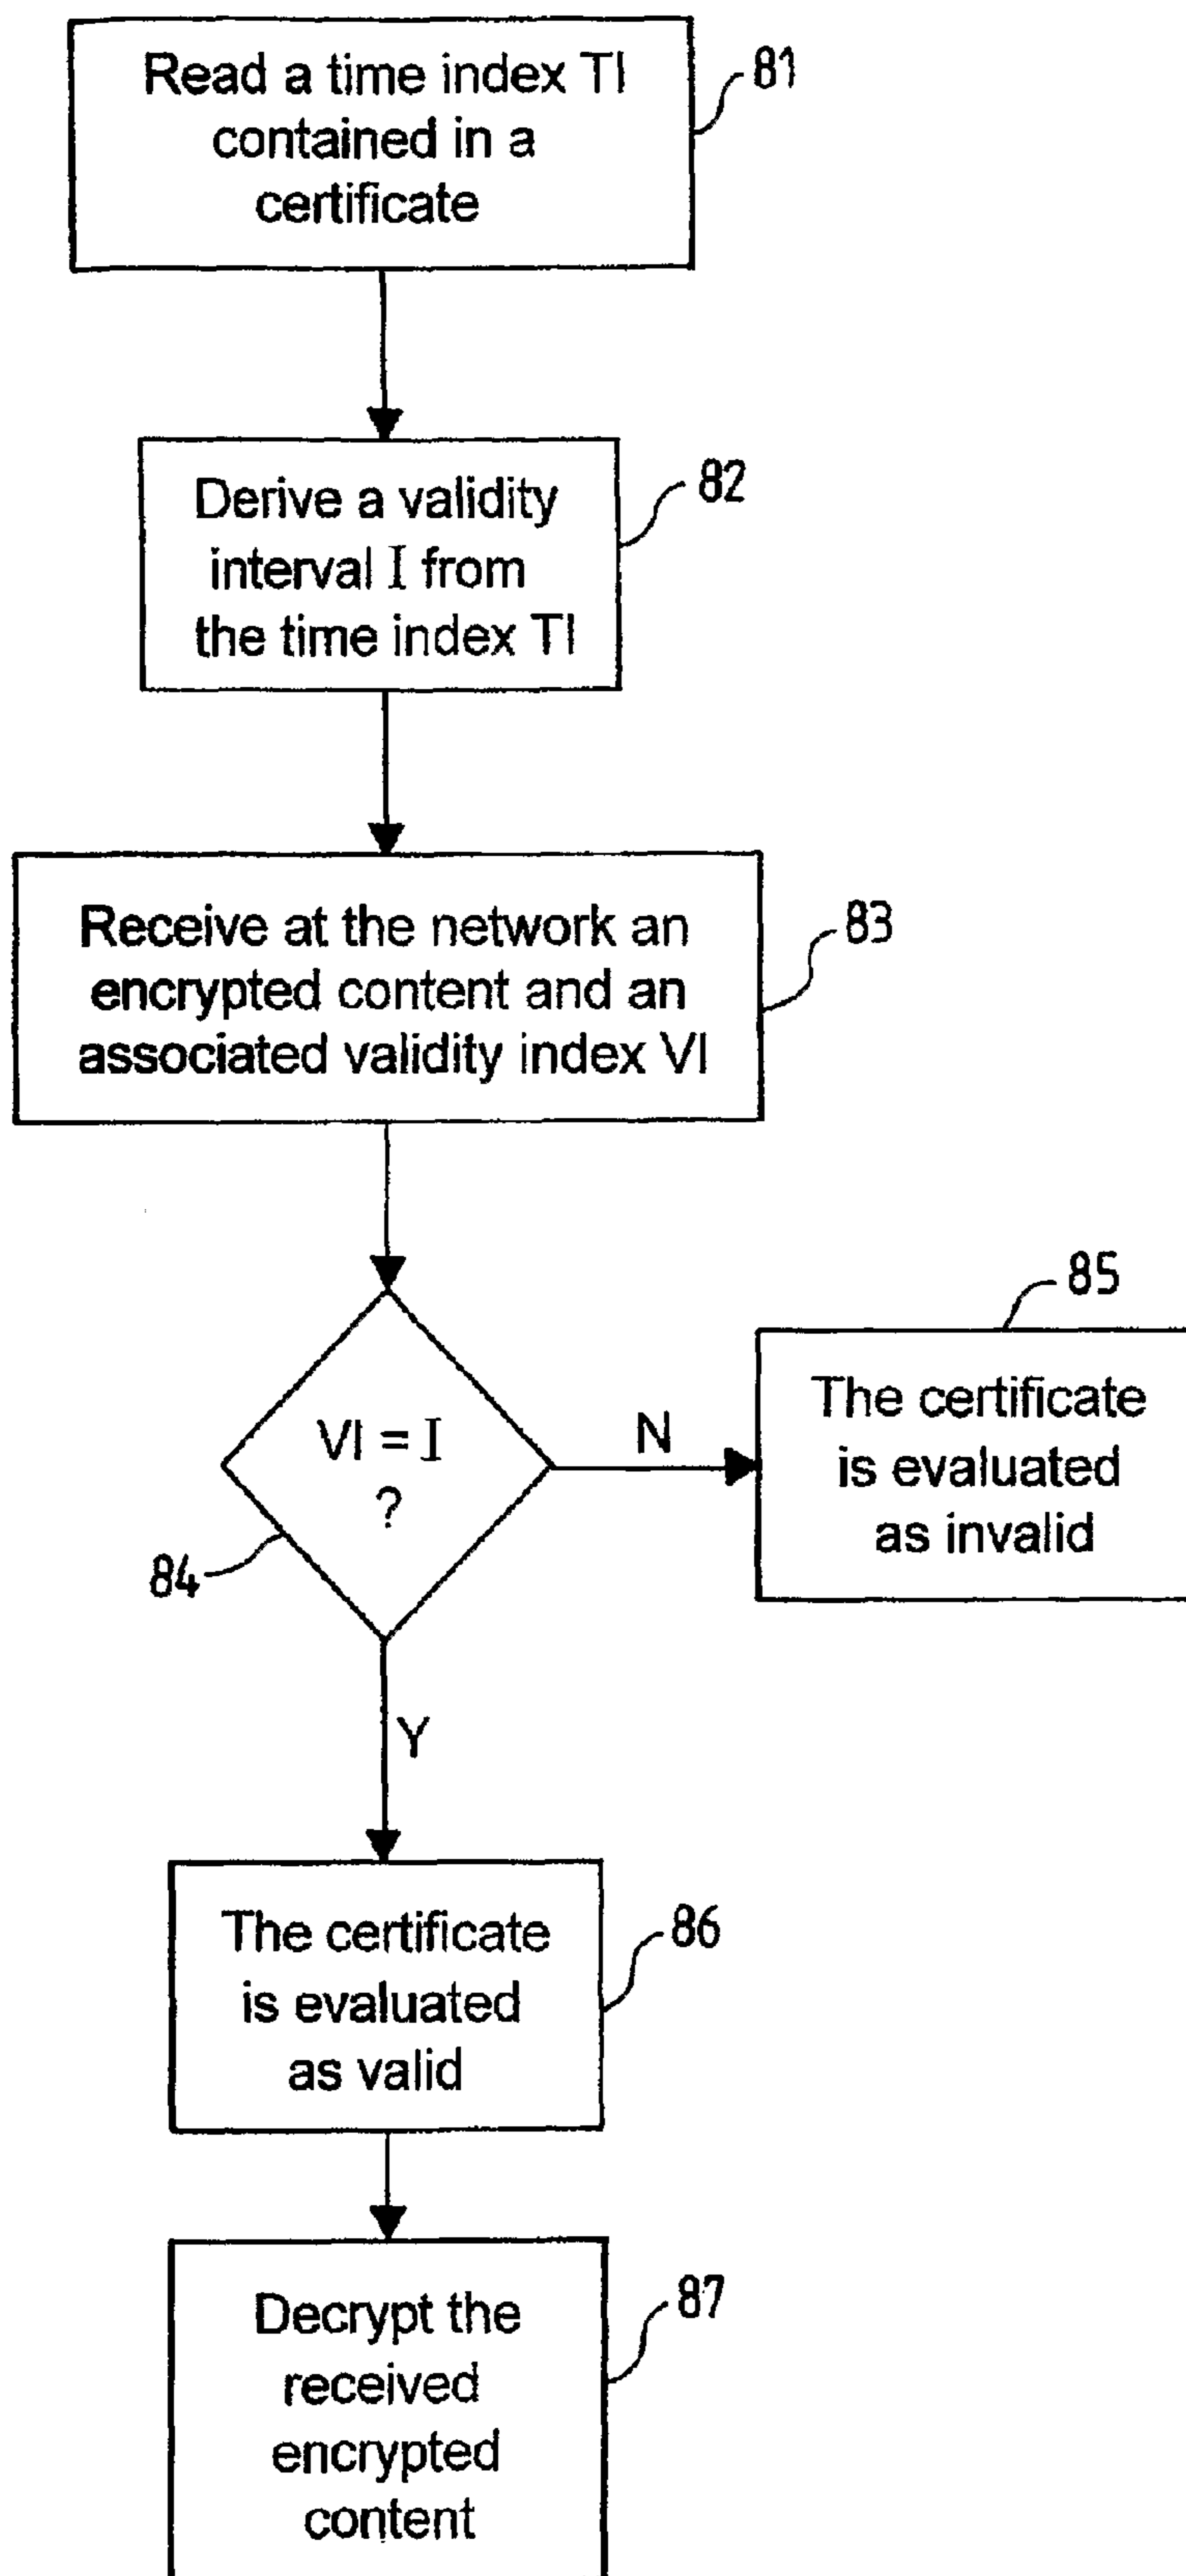 Read a time index TI
contained in a
certificate
81
Derive a validity
interval I from
the time index TI
82
Receive at the network an
encrypted content and an
associated validity index VI
83
VI = I
?
84
N
The certificate
is evaluated
as invalid
85
Y
The certificate
is evaluated
as valid
86
Decrypt the
received
encrypted
content
87